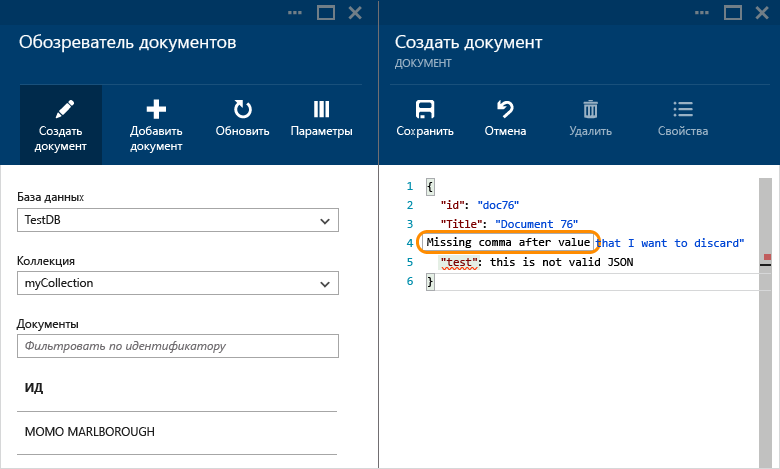 Обозреватель документов
Создать документ
Добавить документ
Обновить
Параметры
База данных
TestDB
Коллекция
myCollection
Документы
Фильтровать по идентификатору
ИД
MOMO MARLBOROUGH
Создать документ
ДОКУМЕНТ
Сохранить
Отмена
Удалить
Свойства
1 {
2 "id": "doc76"
3 "Title": "Document 76"
4 Missing comma after value that I want to discard"
5 "test": this is not valid JSON
6 }